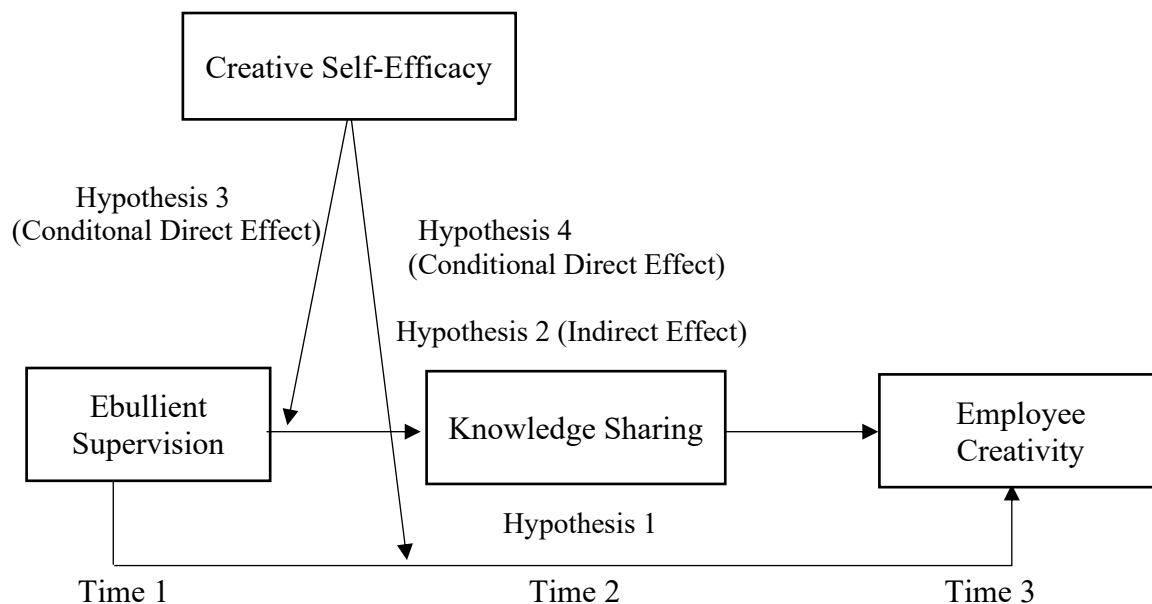 Creative Self-Efficacy
Hypothesis 3
(Conditonal Direct Effect)
Hypothesis 4
(Conditional Direct Effect)
Hypothesis 2 (Indirect Effect)
Ebullient
Supervision
Knowledge Sharing
Employee
Creativity
Hypothesis 1
Time 1
Time 2
Time 3